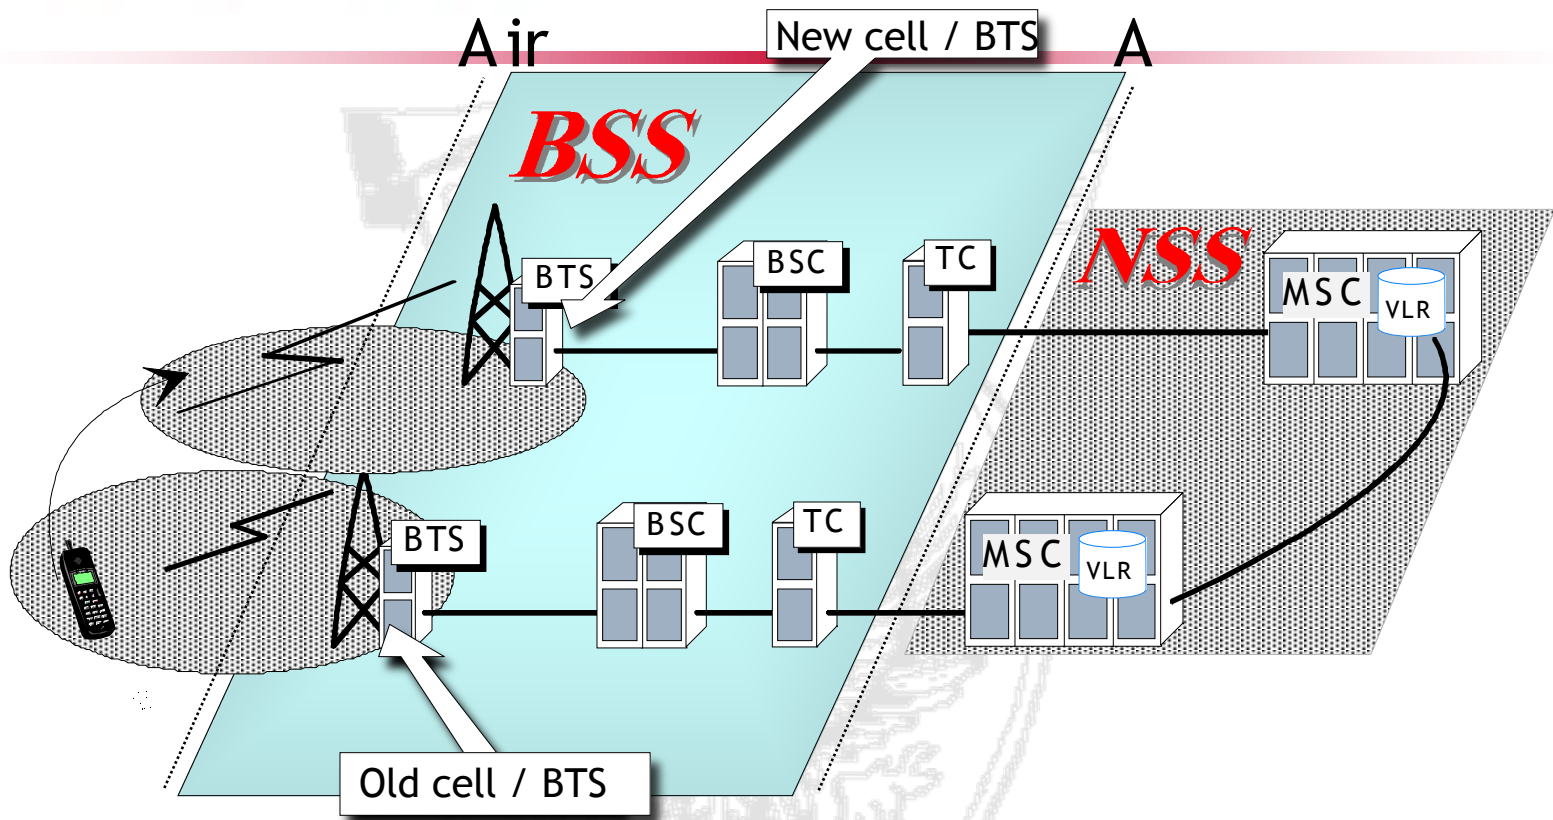 Air
New cell / BTS
A
BSS
BTS
BSC
TC
NSS
MSC
VLR
BTS
BSC
TC
MSC
VLR
Old cell / BTS